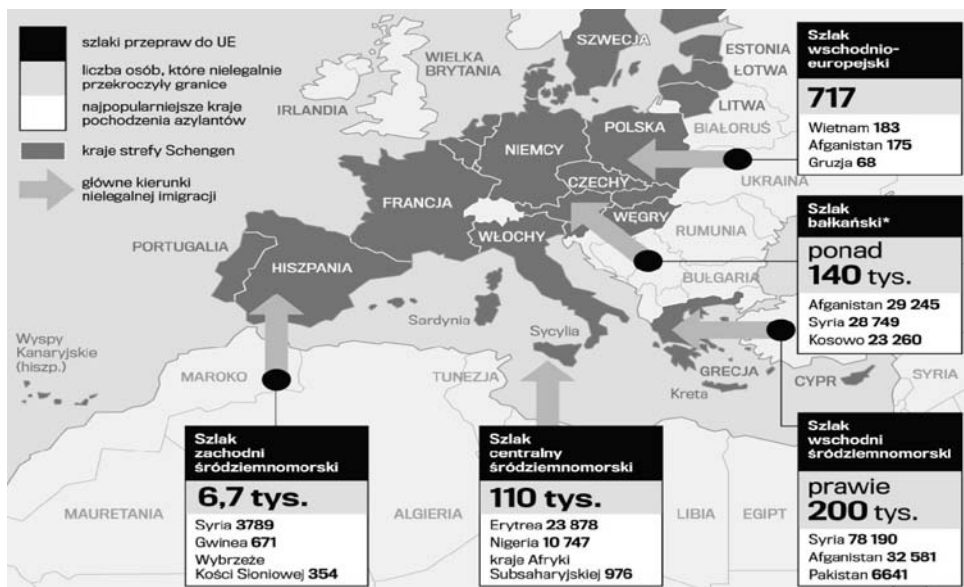 szlaki przepraw do UE
liczba osób, które nielegalnie
przekroczyły granice
najpopularniejsze kraje
pochodzenia azylantów
kraje strefy Schengen
główne kierunki
nielegalnej imigracji
SZWECJA
WIELKA
BRYTANIA
IRLANDIA
ESTONIA
ŁOTWA
LITWA
BIAŁORUŚ
POLSKA
NIEMCY
CZECHY
UKRAINA
FRANCJA
WĘGRY
WŁOCHY
RUMUNIA
PORTUGALIA
HISZPANIA
BUŁGARIA
Sardynia
Sycylia
Wyspy
Kanaryjskie
(hiszp.)
MAROKO
TUNEZJA
GRECJA
Kreta
CYPR
SYRIA
MAURETANIA
ALGIERIA
LIBIA
EGIPT
Szlak
wschodnio-
europejski
717
Wietnam 183
Afganistan 175
Gruzja 68
Szlak
bałkański*
ponad
140 tys.
Afganistan 29 245
Syria 28 749
Kosowo 23 260
Szlak
zachodni
śródziemnomorski
6,7 tys.
Syria 3789
Gwinea 671
Wybrzeże
Kości Słoniowej 354
Szlak
centralny
śródziemnomorski
110 tys.
Erytrea 23 878
Nigeria 10 747
kraje Afryki
Subsaharyjskiej 976
Szlak
wschodni
śródziemnomorski
prawie
200 tys.
Syria 78 190
Afganistan 32 581
Pakistan 6641